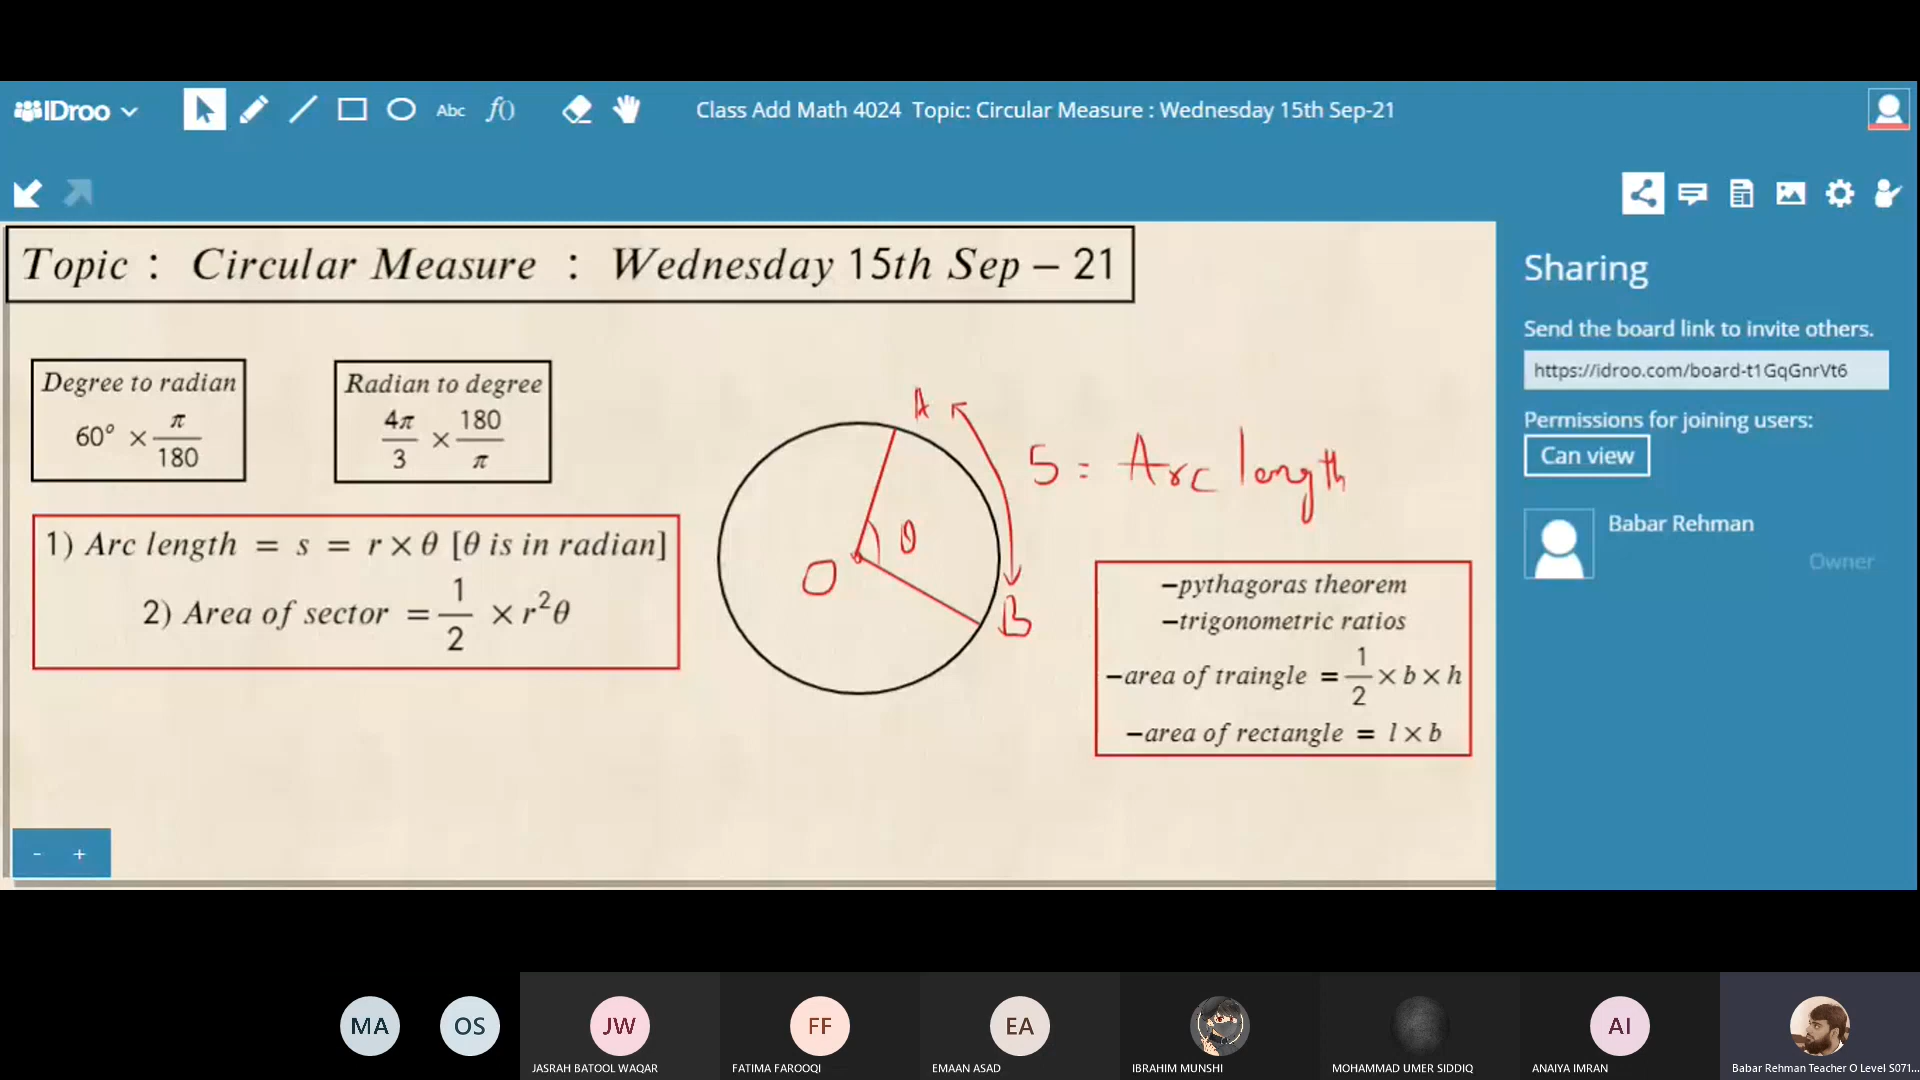 IDroo
Abc
f()
Class Add Math 4024 Topic: Circular Measure : Wednesday 15th Sep-21
Topic : Circular Measure : Wednesday 15th Sep – 21
Degree to radian
60° × π/180
Radian to degree
4π/3 × 180/π
1) Arc length = s = r × θ [θ is in radian]
2) Area of sector = 1/2 × r²θ
A
S = Arc length
θ
O
B
–pythagoras theorem
–trigonometric ratios
–area of traingle = 1/2 × b × h
–area of rectangle = l × b
- +
Sharing
Send the board link to invite others.
https://idroo.com/board-t1GqGnrVt6
Permissions for joining users:
Can view
Babar Rehman
Owner
MA
OS
JW
FF
EA
AI
JASRAH BATOOL WAQAR
FATIMA FAROOQI
EMAAN ASAD
IBRAHIM MUNSHI
MOHAMMAD UMER SIDDIQ
ANAIYA IMRAN
Babar Rehman Teacher O Level S071...